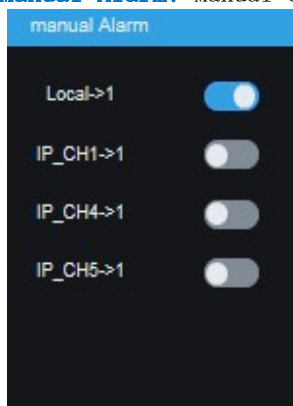 manual Alarm
Local->1
IP_CH1->1
IP_CH4->1
IP_CH5->1